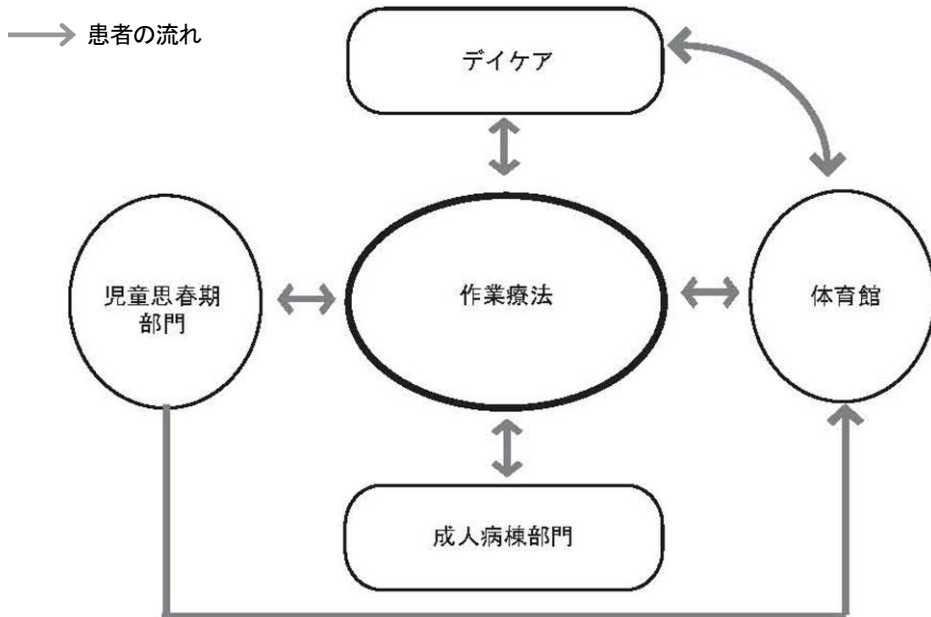 患者の流れ
デイケア
児童思春期
部門
作業療法
体育館
成人病棟部門